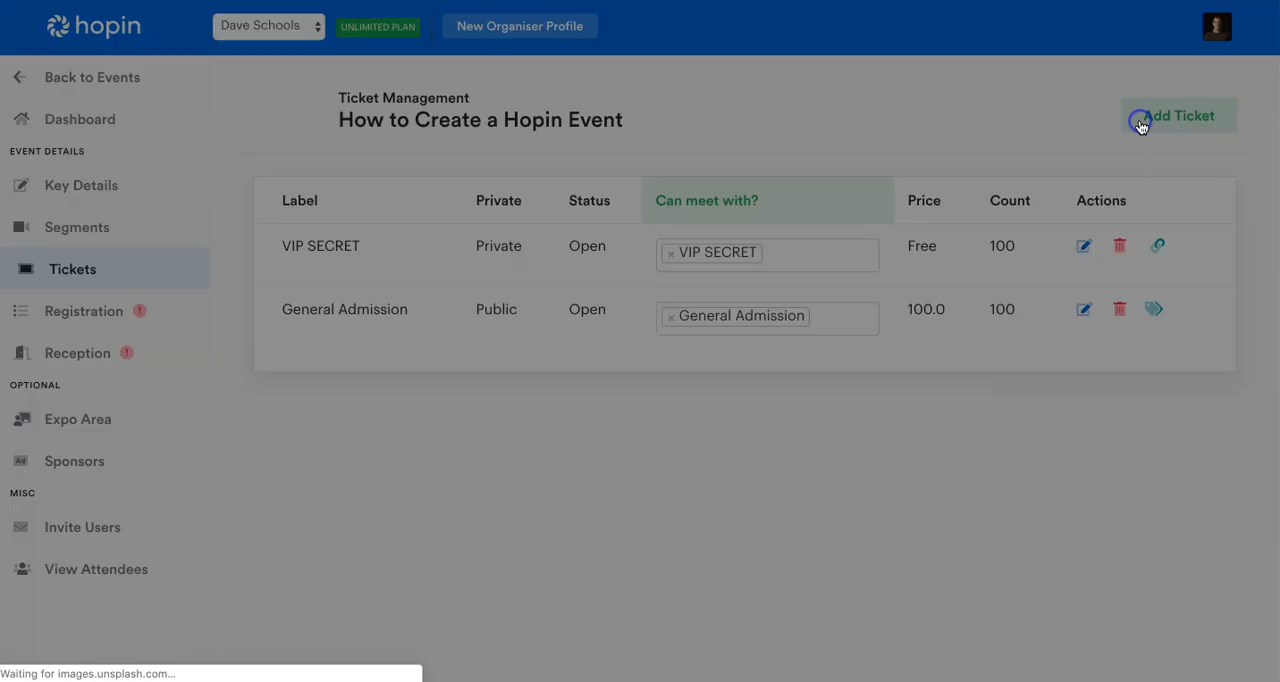 hopin
Dave Schools
UNLIMITED PLAN
New Organiser Profile
Back to Events
Dashboard
EVENT DETAILS
Key Details
Segments
Tickets
Registration !
Reception !
OPTIONAL
Expo Area
Ad Sponsors
MISC
Invite Users
View Attendees
Ticket Management
How to Create a Hopin Event
Add Ticket
Label Private Status Can meet with? Price Count Actions
VIP SECRET Private Open × VIP SECRET Free 100
General Admission Public Open × General Admission 100.0 100
Waiting for images.unsplash.com...